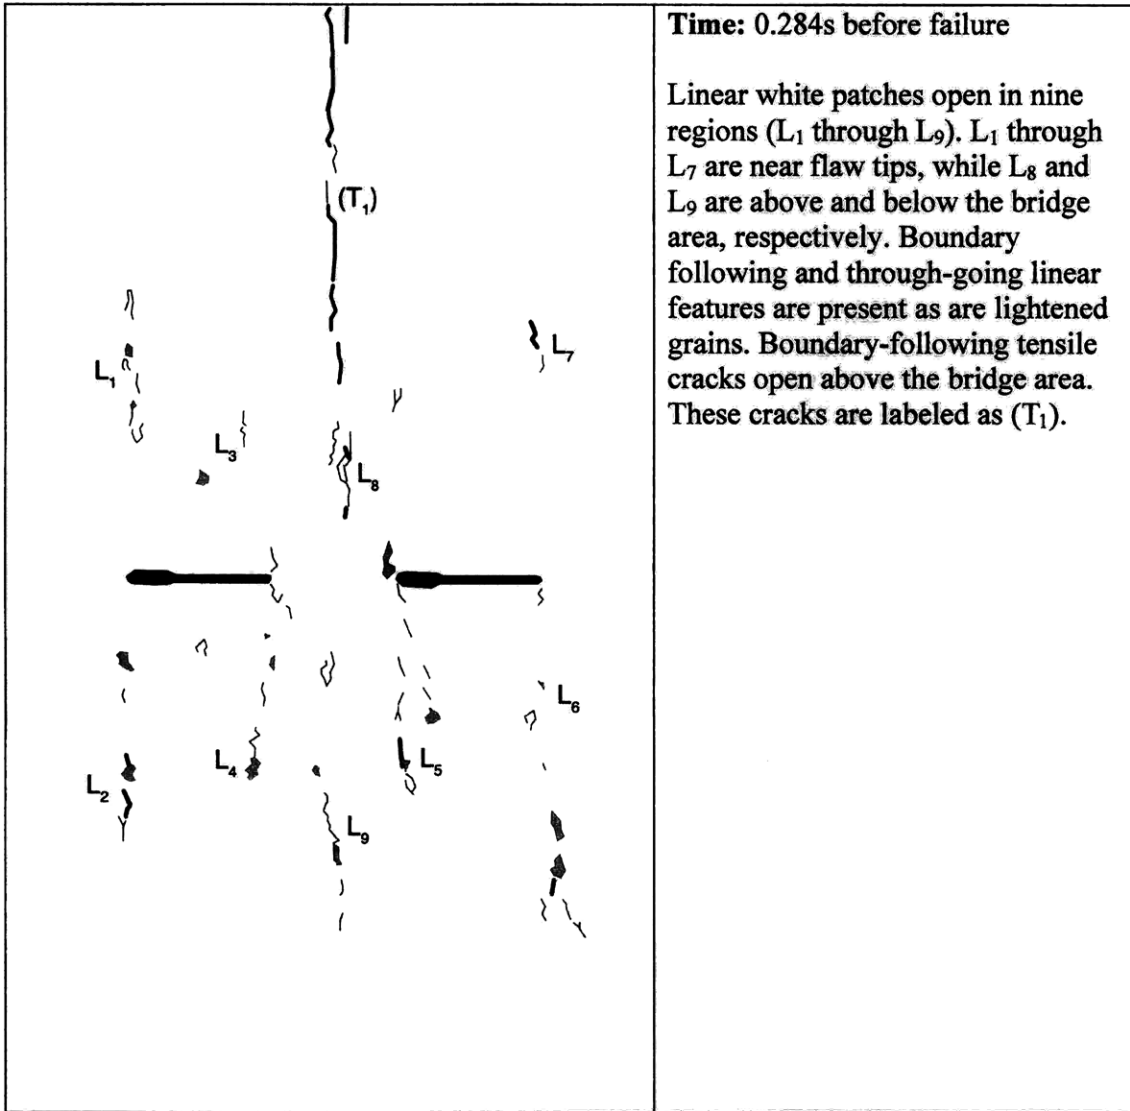 Time: 0.284s before failure
Linear white patches open in nine
regions (L₁ through L₉). L₁ through
L₇ are near flaw tips, while L₈ and
L₉ are above and below the bridge
area, respectively. Boundary
following and through-going linear
features are present as are lightened
grains. Boundary-following tensile
cracks open above the bridge area.
These cracks are labeled as (T₁).
(T₁)
L₇
L₁
L₃
L₈
L₆
L₄
L₅
L₂
L₉